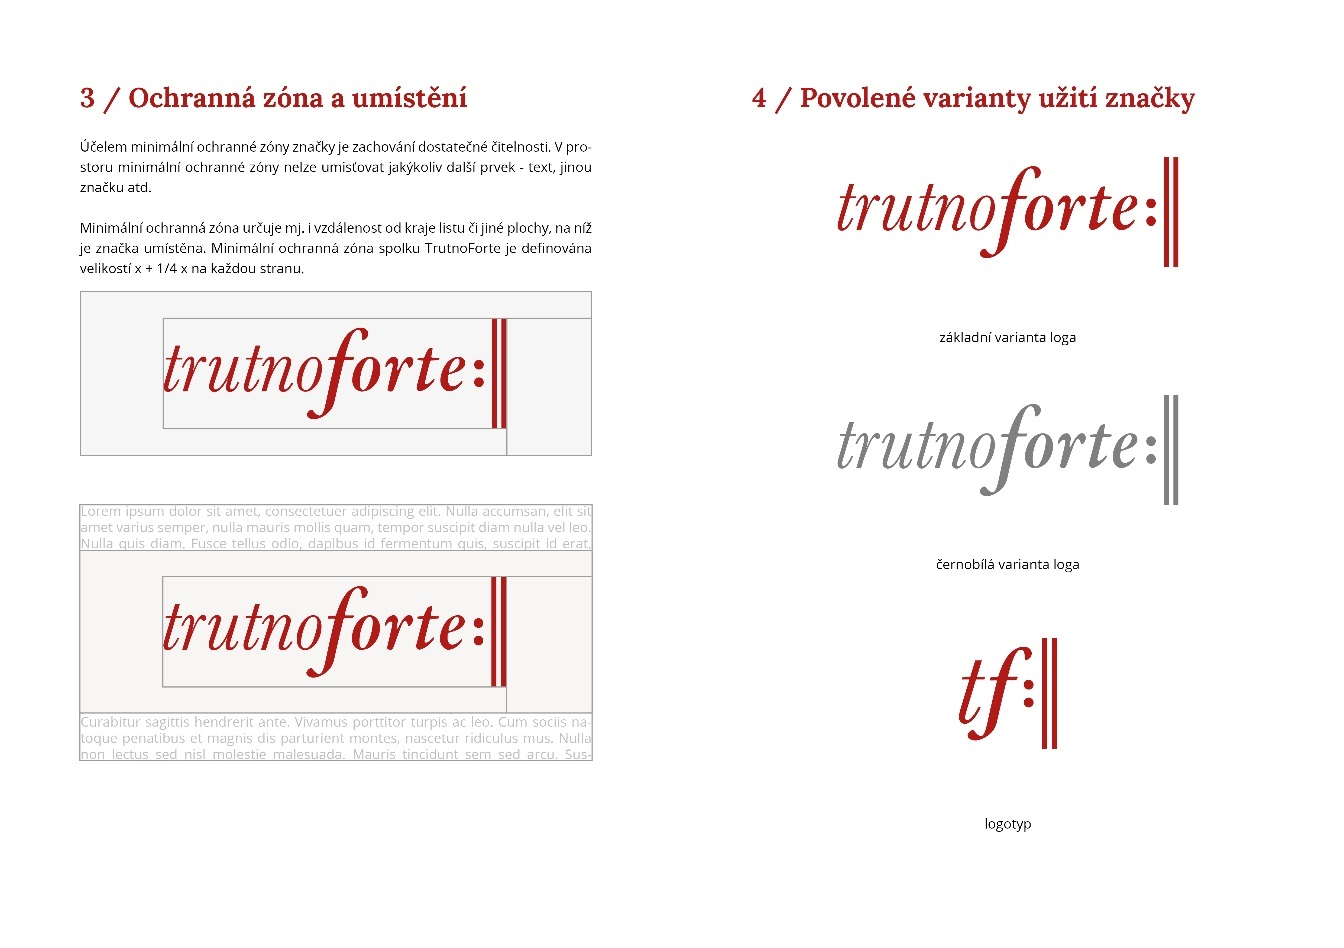 3 / Ochranná zóna a umístění
Účelem minimální ochranné zóny značky je zachování dostatečné čitelnosti. V pro-
storu minimální ochranné zóny nelze umisťovat jakýkoliv další prvek - text, jinou
značku atd.
Minimální ochranná zóna určuje mj. i vzdálenost od kraje listu či jiné plochy, na níž
je značka umístěna. Minimální ochranná zóna spolku TrutnoForte je definována
velikostí x + 1/4 x na každou stranu.
trutnoforte:
Lorem ipsum dolor sit amet, consectetuer adipiscing elit. Nulla accumsan, elit sit
amet varius semper, nulla mauris mollis quam, tempor suscipit diam nulla vel leo.
Nulla quis diam. Fusce tellus odio, dapibus id fermentum quis, suscipit id erat.
trutnoforte:
Curabitur sagittis hendrerit ante. Vivamus porttitor turpis ac leo. Cum sociis na-
toque penatibus et magnis dis parturient montes, nascetur ridiculus mus. Nulla
non lectus sed nisl molestie malesuada. Mauris tincidunt sem sed arcu. Sus-
4 / Povolené varianty užití značky
trutnoforte:
základní varianta loga
trutnoforte:
černobílá varianta loga
tf:
logotyp